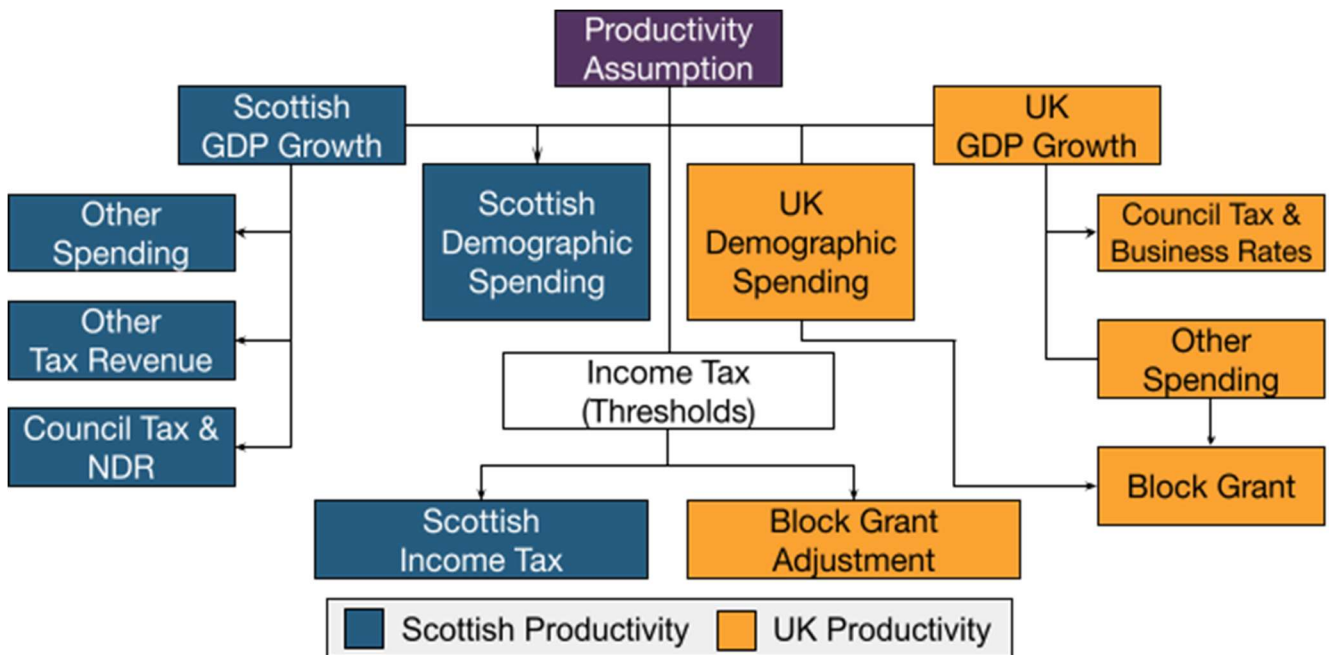 Productivity
Assumption
Scottish
GDP Growth
UK
GDP Growth
Other
Spending
Scottish
Demographic
Spending
UK
Demographic
Spending
Council Tax &
Business Rates
Other
Tax Revenue
Income Tax
(Thresholds)
Other
Spending
Council Tax &
NDR
Block Grant
Scottish
Income Tax
Block Grant
Adjustment
Scottish Productivity
UK Productivity